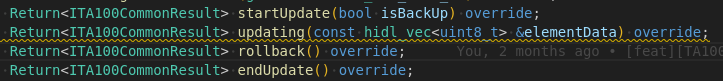 Return<ITA100CommonResult> startUpdate(bool isBackUp) override;
Return<ITA100CommonResult> updating(const hidl_vec<uint8_t> &elementData) override;
Return<ITA100CommonResult> rollback() override; You, 2 months ago • [feat][TA
Return<ITA100CommonResult> endUpdate() override;